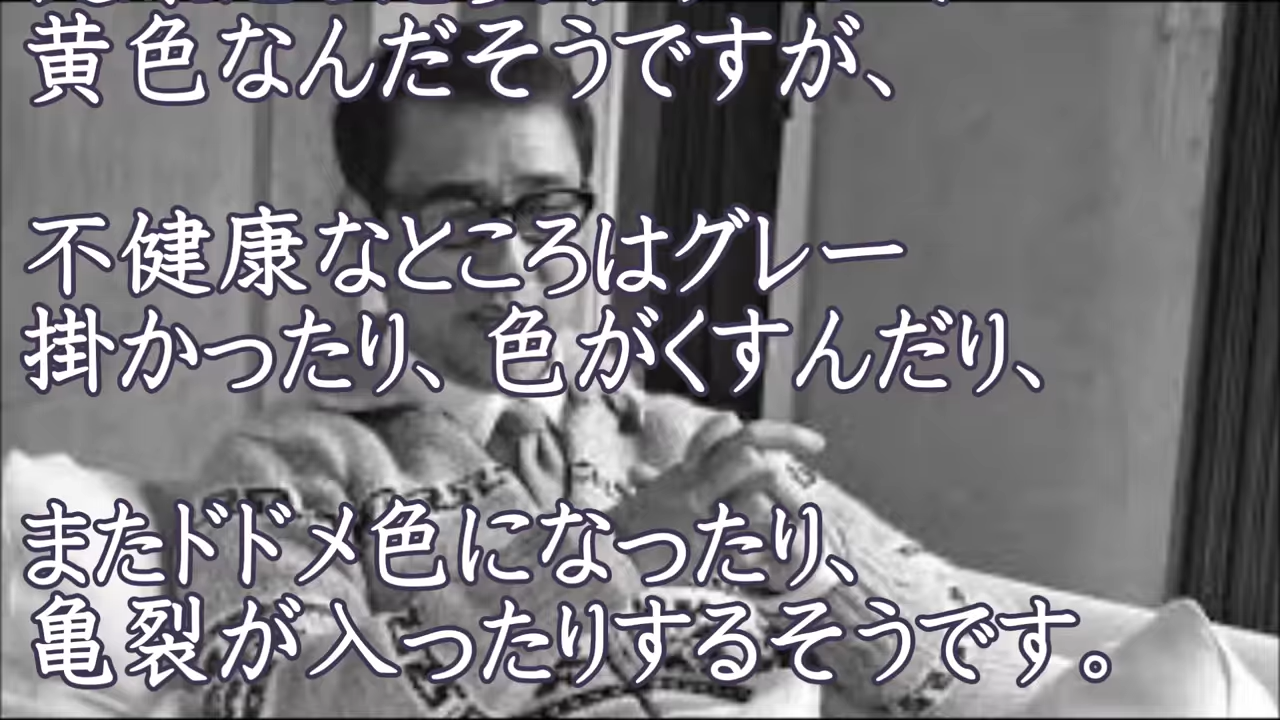 黄色なんだそうですが、
不健康なところはグレー
掛かったり、色がくすんだり、
またドドメ色になったり、
亀裂が入ったりするそうです。